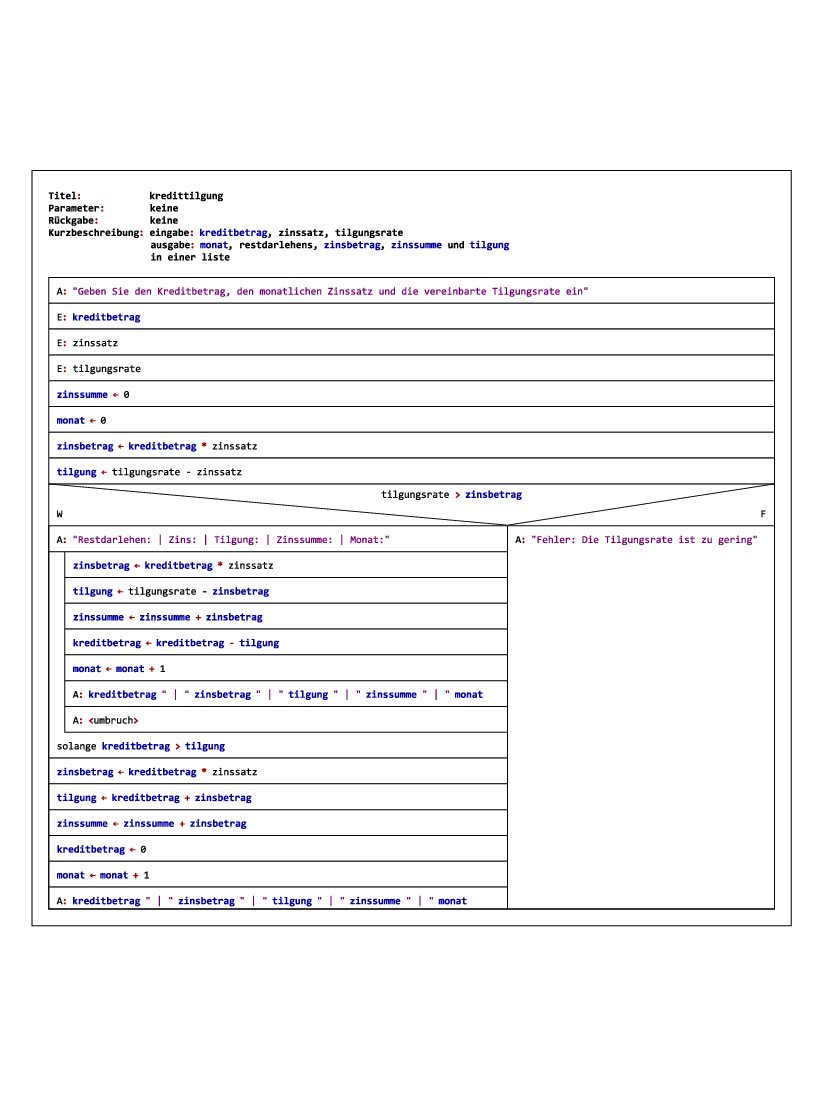 Titel: kredittilgung
Parameter: keine
Rückgabe: keine
Kurzbeschreibung: eingabe: kreditbetrag, zinssatz, tilgungsrate
ausgabe: monat, restdarlehens, zinsbetrag, zinssumme und tilgung
in einer liste
A: "Geben Sie den Kreditbetrag, den monatlichen Zinssatz und die vereinbarte Tilgungsrate ein"
E: kreditbetrag
E: zinssatz
E: tilgungsrate
zinssumme ← 0
monat ← 0
zinsbetrag ← kreditbetrag * zinssatz
tilgung ← tilgungsrate - zinssatz
tilgungsrate > zinsbetrag
W F
A: "Restdarlehen: | Zins: | Tilgung: | Zinssumme: | Monat:"
A: "Fehler: Die Tilgungsrate ist zu gering"
zinsbetrag ← kreditbetrag * zinssatz
tilgung ← tilgungsrate - zinsbetrag
zinssumme ← zinssumme + zinsbetrag
kreditbetrag ← kreditbetrag - tilgung
monat ← monat + 1
A: kreditbetrag " | " zinsbetrag " | " tilgung " | " zinssumme " | " monat
A: <umbruch>
solange kreditbetrag > tilgung
zinsbetrag ← kreditbetrag * zinssatz
tilgung ← kreditbetrag + zinsbetrag
zinssumme ← zinssumme + zinsbetrag
kreditbetrag ← 0
monat ← monat + 1
A: kreditbetrag " | " zinsbetrag " | " tilgung " | " zinssumme " | " monat